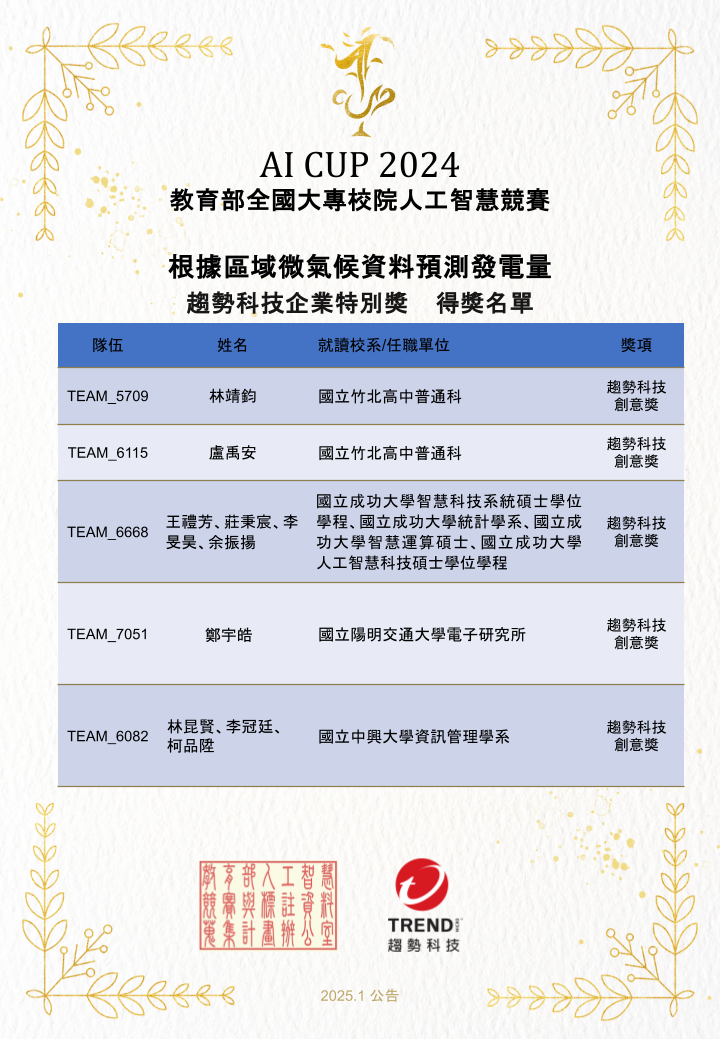 AI CUP 2024
教育部全國大專校院人工智慧競賽
根據區域微氣候資料預測發電量
趨勢科技企業特別獎 得獎名單
隊伍 姓名 就讀校系/任職單位 獎項
TEAM_5709 林靖鈞 國立竹北高中普通科 趨勢科技
創意獎
TEAM_6115 盧禹安 國立竹北高中普通科 趨勢科技
創意獎
TEAM_6668
王禮芳、莊秉宸、李
旻昊、余振揚
國立成功大學智慧科技系統碩士學位
學程、國立成功大學統計學系、國立成
功大學智慧運算碩士、國立成功大學
人工智慧科技碩士學位學程
趨勢科技
創意獎
TEAM_7051 鄭宇皓 國立陽明交通大學電子研究所 趨勢科技
創意獎
TEAM_6082
林昆賢、李冠廷、
柯品陞
國立中興大學資訊管理學系
趨勢科技
創意獎
TREND
趨勢科技
2025.1 公告